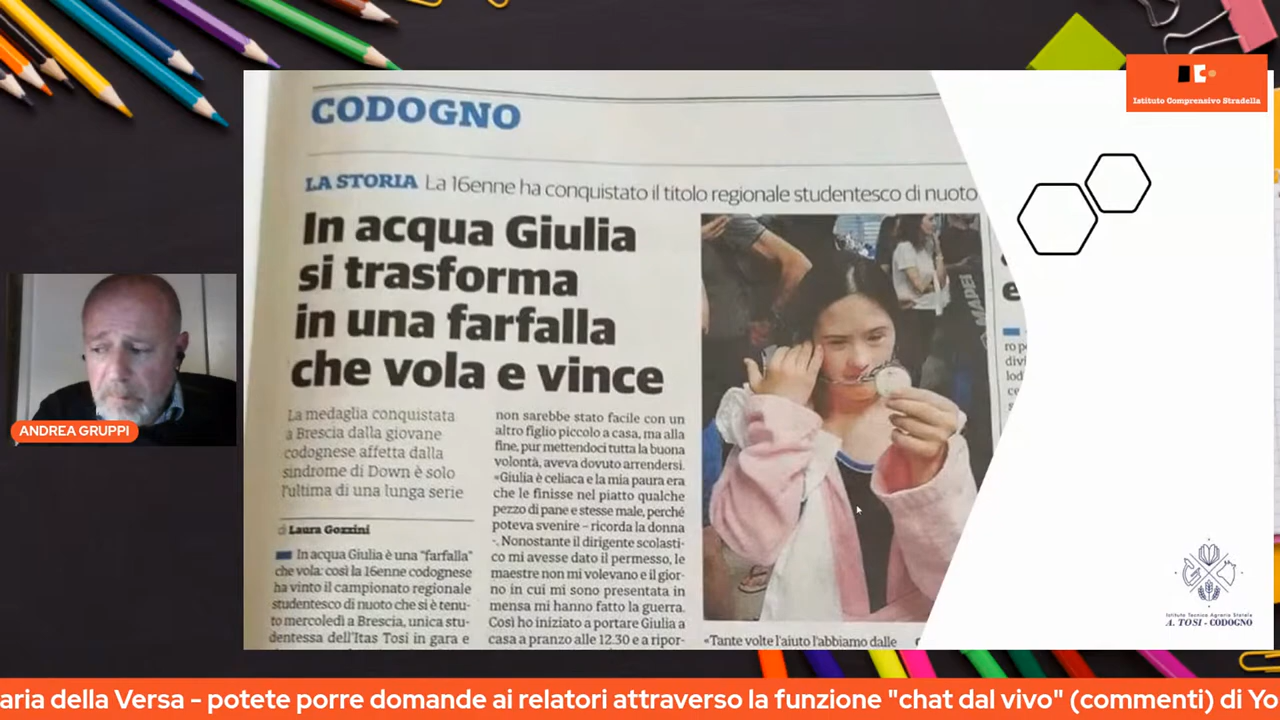 Istituto Comprensivo Stradella
CODOGNO
LA STORIA La 16enne ha conquistato il titolo regionale studentesco di nuoto
In acqua Giulia
si trasforma
in una farfalla
che vola e vince
La medaglia conquistata
a Brescia dalla giovane
codognese affetta dalla
sindrome di Down è solo
l'ultima di una lunga serie
di Laura Gozzini
In acqua Giulia è una "farfalla"
che vola: così la 16enne codognese
ha vinto il campionato regionale
studentesco di nuoto che si è tenu-
to mercoledì a Brescia, unica stu-
dentessa dell'Itas Tosi in gara e
non sarebbe stato facile con un
altro figlio piccolo a casa, ma alla
fine, pur mettendoci tutta la buona
volontà, aveva dovuto arrendersi.
«Giulia è celiaca e la mia paura era
che le finisse nel piatto qualche
pezzo di pane e stesse male, perché
poteva svenire – ricorda la donna
-. Nonostante il dirigente scolasti-
co mi avesse dato il permesso, le
maestre non mi volevano e il gior-
no in cui mi sono presentata in
mensa mi hanno fatto la guerra.
Così ho iniziato a portare Giulia a
casa a pranzo alle 12.30 e a ripor-
MAPEI
«Tante volte l'aiuto l'abbiamo dalle
e
ro p
divi
lod
ANDREA GRUPPI
Istituto Tecnico Agrario Statale
A. TOSI - CODOGNO
aria della Versa - potete porre domande ai relatori attraverso la funzione "chat dal vivo" (commenti) di Yo